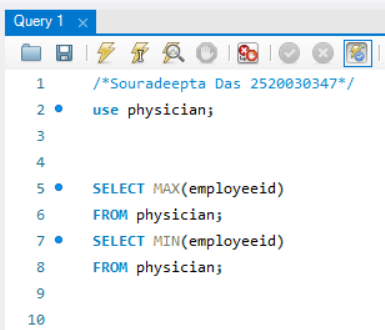 Query 1
1 /*Souradeepta Das 2520030347*/
2 use physician;
3
4
5 SELECT MAX(employeeid)
6 FROM physician;
7 SELECT MIN(employeeid)
8 FROM physician;
9
10